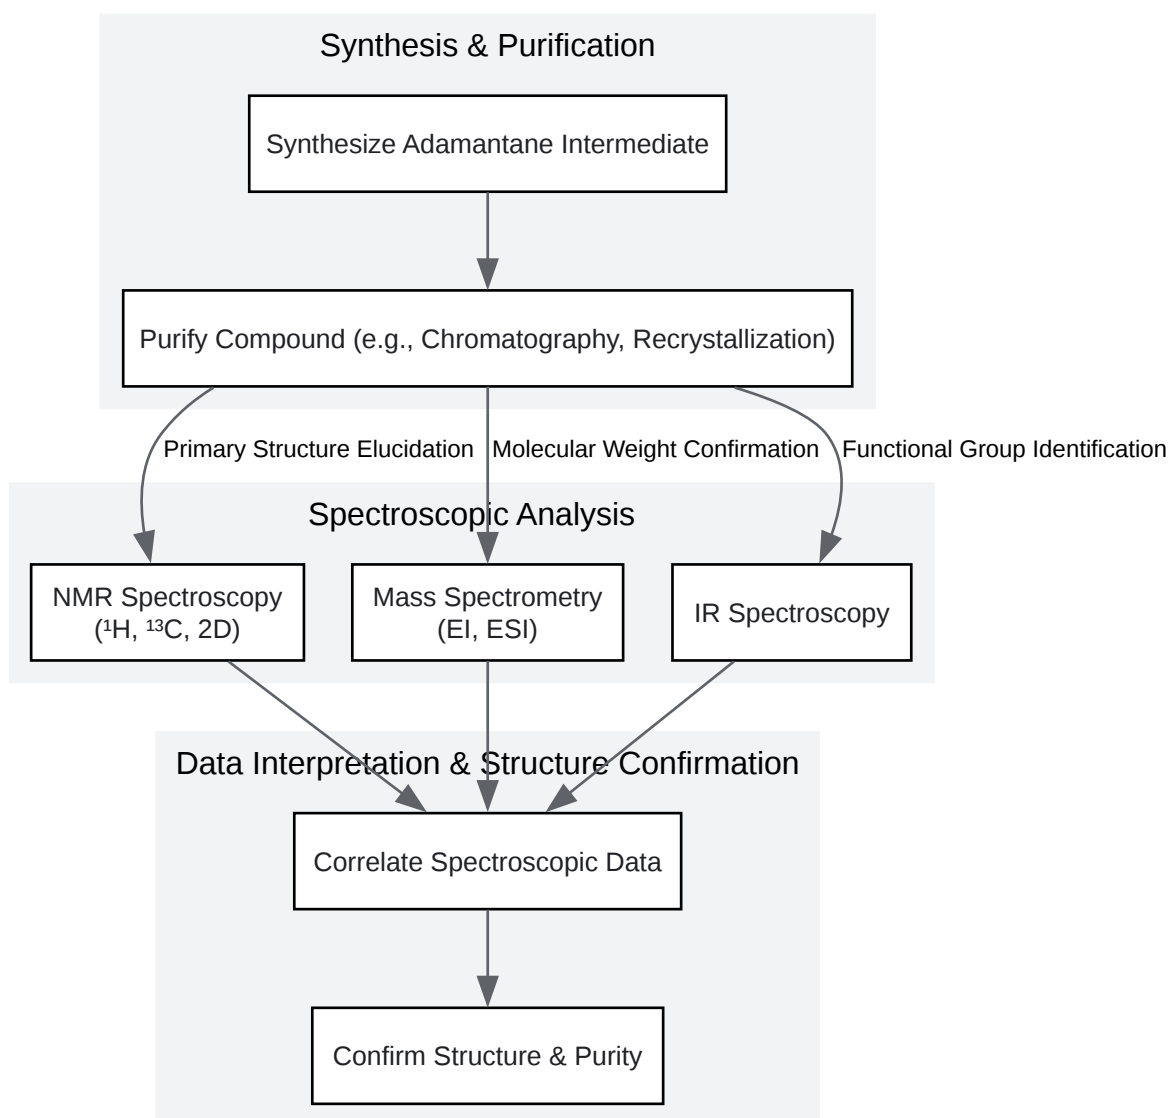 Synthesis & Purification
Synthesize Adamantane Intermediate
Purify Compound (e.g., Chromatography, Recrystallization)
Primary Structure Elucidation
Molecular Weight Confirmation
Functional Group Identification
Spectroscopic Analysis
NMR Spectroscopy
(¹H, ¹³C, 2D)
Mass Spectrometry
(EI, ESI)
IR Spectroscopy
Data Interpretation & Structure Confirmation
Correlate Spectroscopic Data
Confirm Structure & Purity